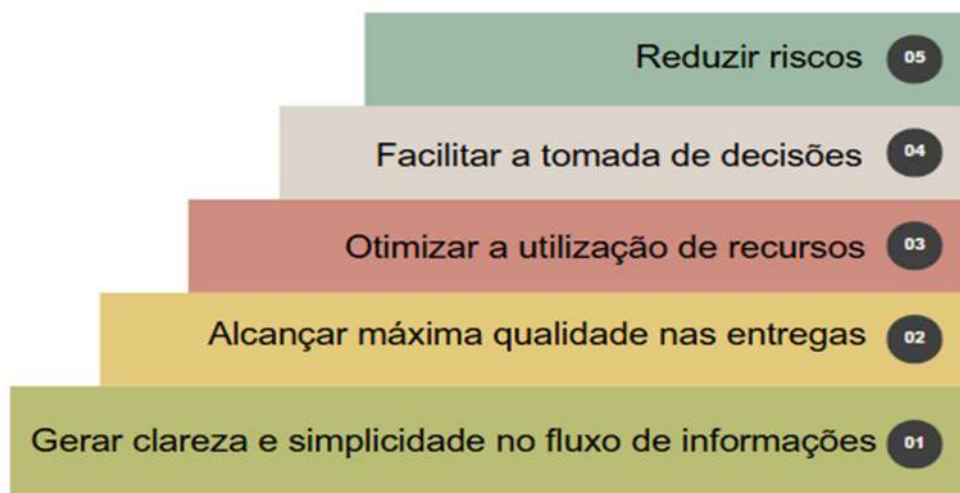 Reduzir riscos 05
Facilitar a tomada de decisões 04
Otimizar a utilização de recursos 03
Alcançar máxima qualidade nas entregas 02
Gerar clareza e simplicidade no fluxo de informações 01